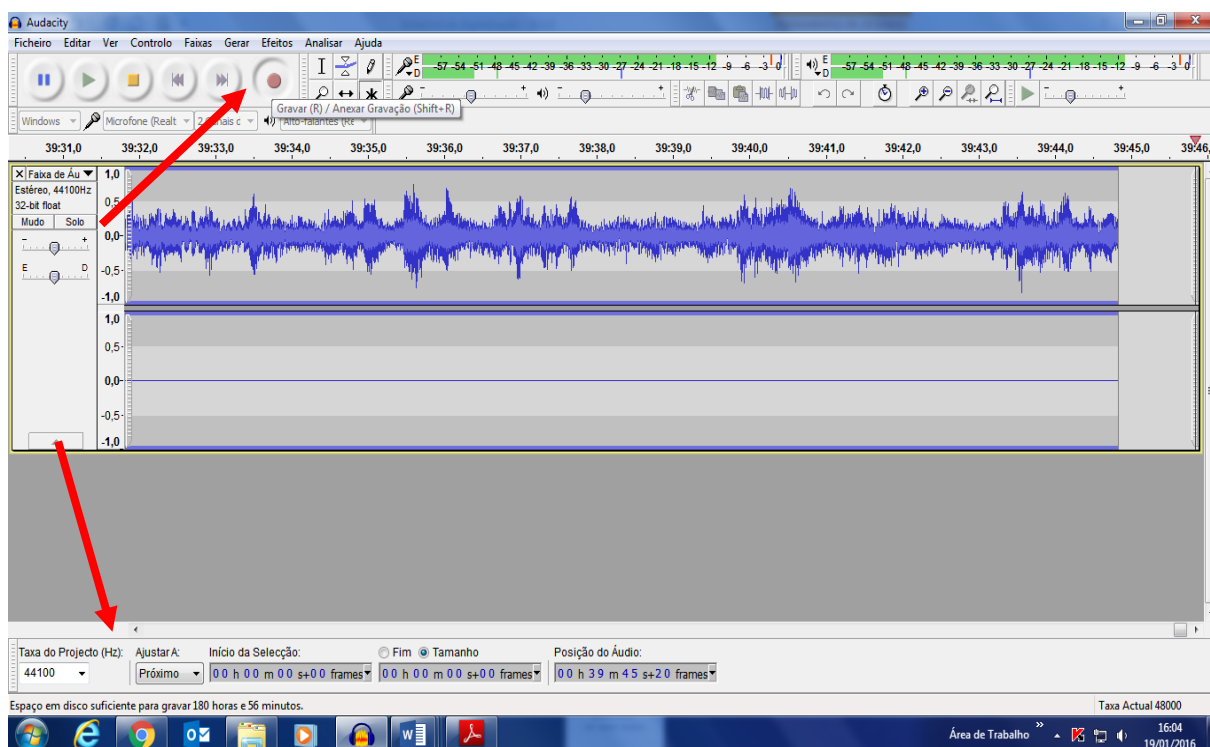 Audacity
Ficheiro Editar Ver Controlo Faixas Gerar Efeitos Analisar Ajuda
E D -57 -54 -51 -48 -45 -42 -39 -36 -33 -30 -27 -24 -21 -18 -15 -12 -9 -6 -3 0
E D -57 -54 -51 -48 -45 -42 -39 -36 -33 -30 -27 -24 -21 -18 -15 -12 -9 -6 -3 0
Gravar (R) / Anexar Gravação (Shift+R)
Windows Microfone (Realt 2 c Alto-falantes (Re
39:31,0 39:32,0 39:33,0 39:34,0 39:35,0 39:36,0 39:37,0 39:38,0 39:39,0 39:40,0 39:41,0 39:42,0 39:43,0 39:44,0 39:45,0 39:46,
X Faixa de Áu 1,0
Estéreo, 44100Hz
32-bit float 0,5
Mudo Solo
- + 0,0
E D -0,5
-1,0
1,0
0,5
0,0
-0,5
-1,0
Taxa do Projecto (Hz): Ajustar A: Início da Selecção: Fim Tamanho Posição do Áudio:
44100 Próximo 00 h 00 m 00 s+00 frames 00 h 00 m 00 s+00 frames 00 h 39 m 45 s+20 frames
Espaço em disco suficiente para gravar 180 horas e 56 minutos. Taxa Actual 48000
Área de Trabalho » 16:04
19/01/2016